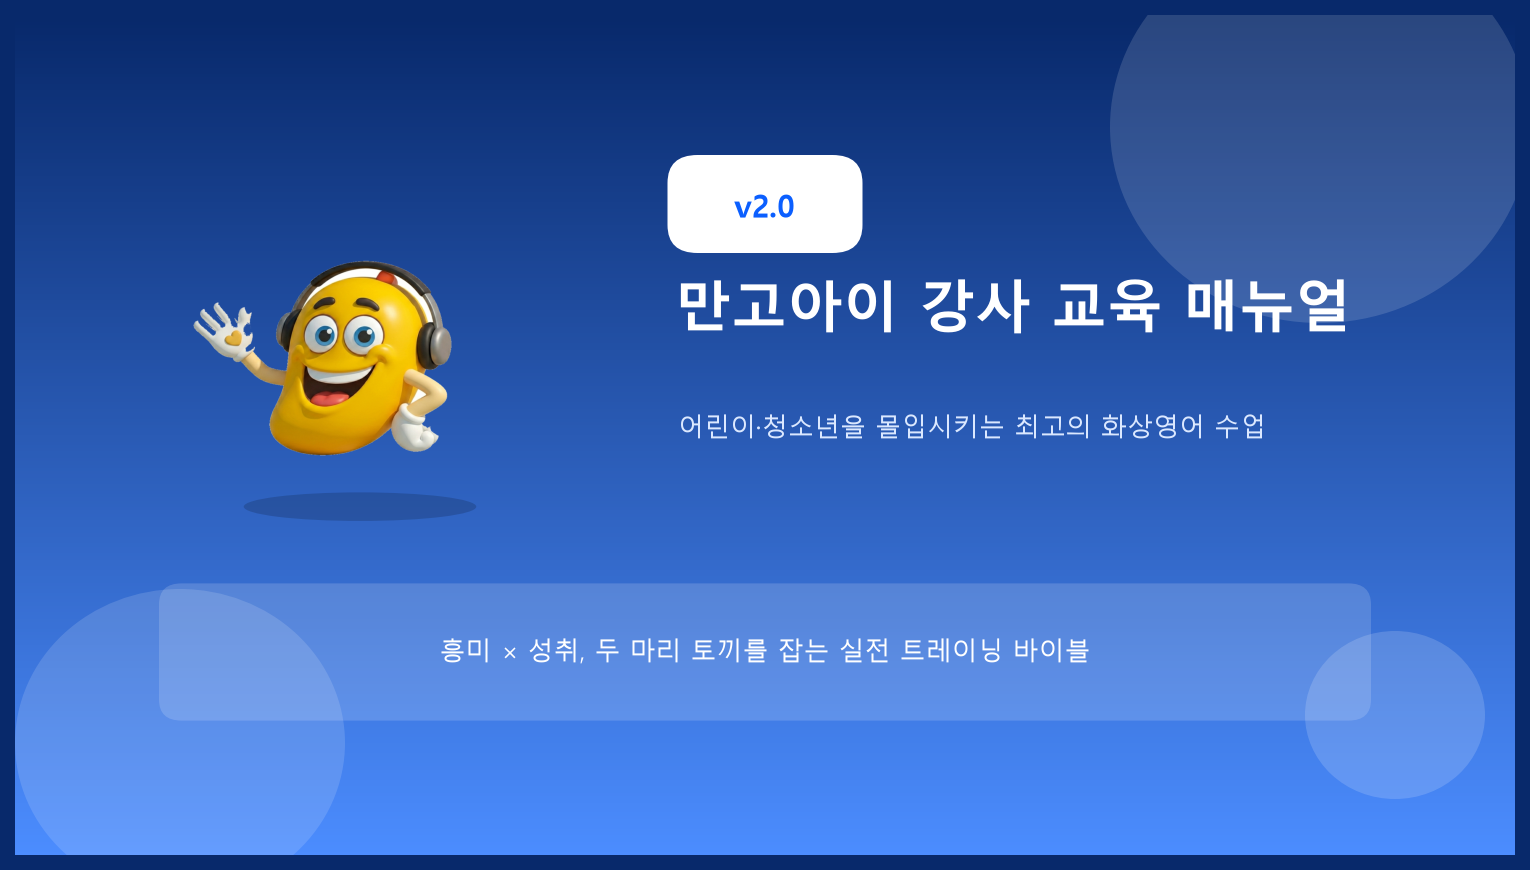 v2.0
만고아이 강사 교육 매뉴얼
어린이·청소년을 몰입시키는 최고의 화상영어 수업
흥미 × 성취, 두 마리 토끼를 잡는 실전 트레이닝 바이블